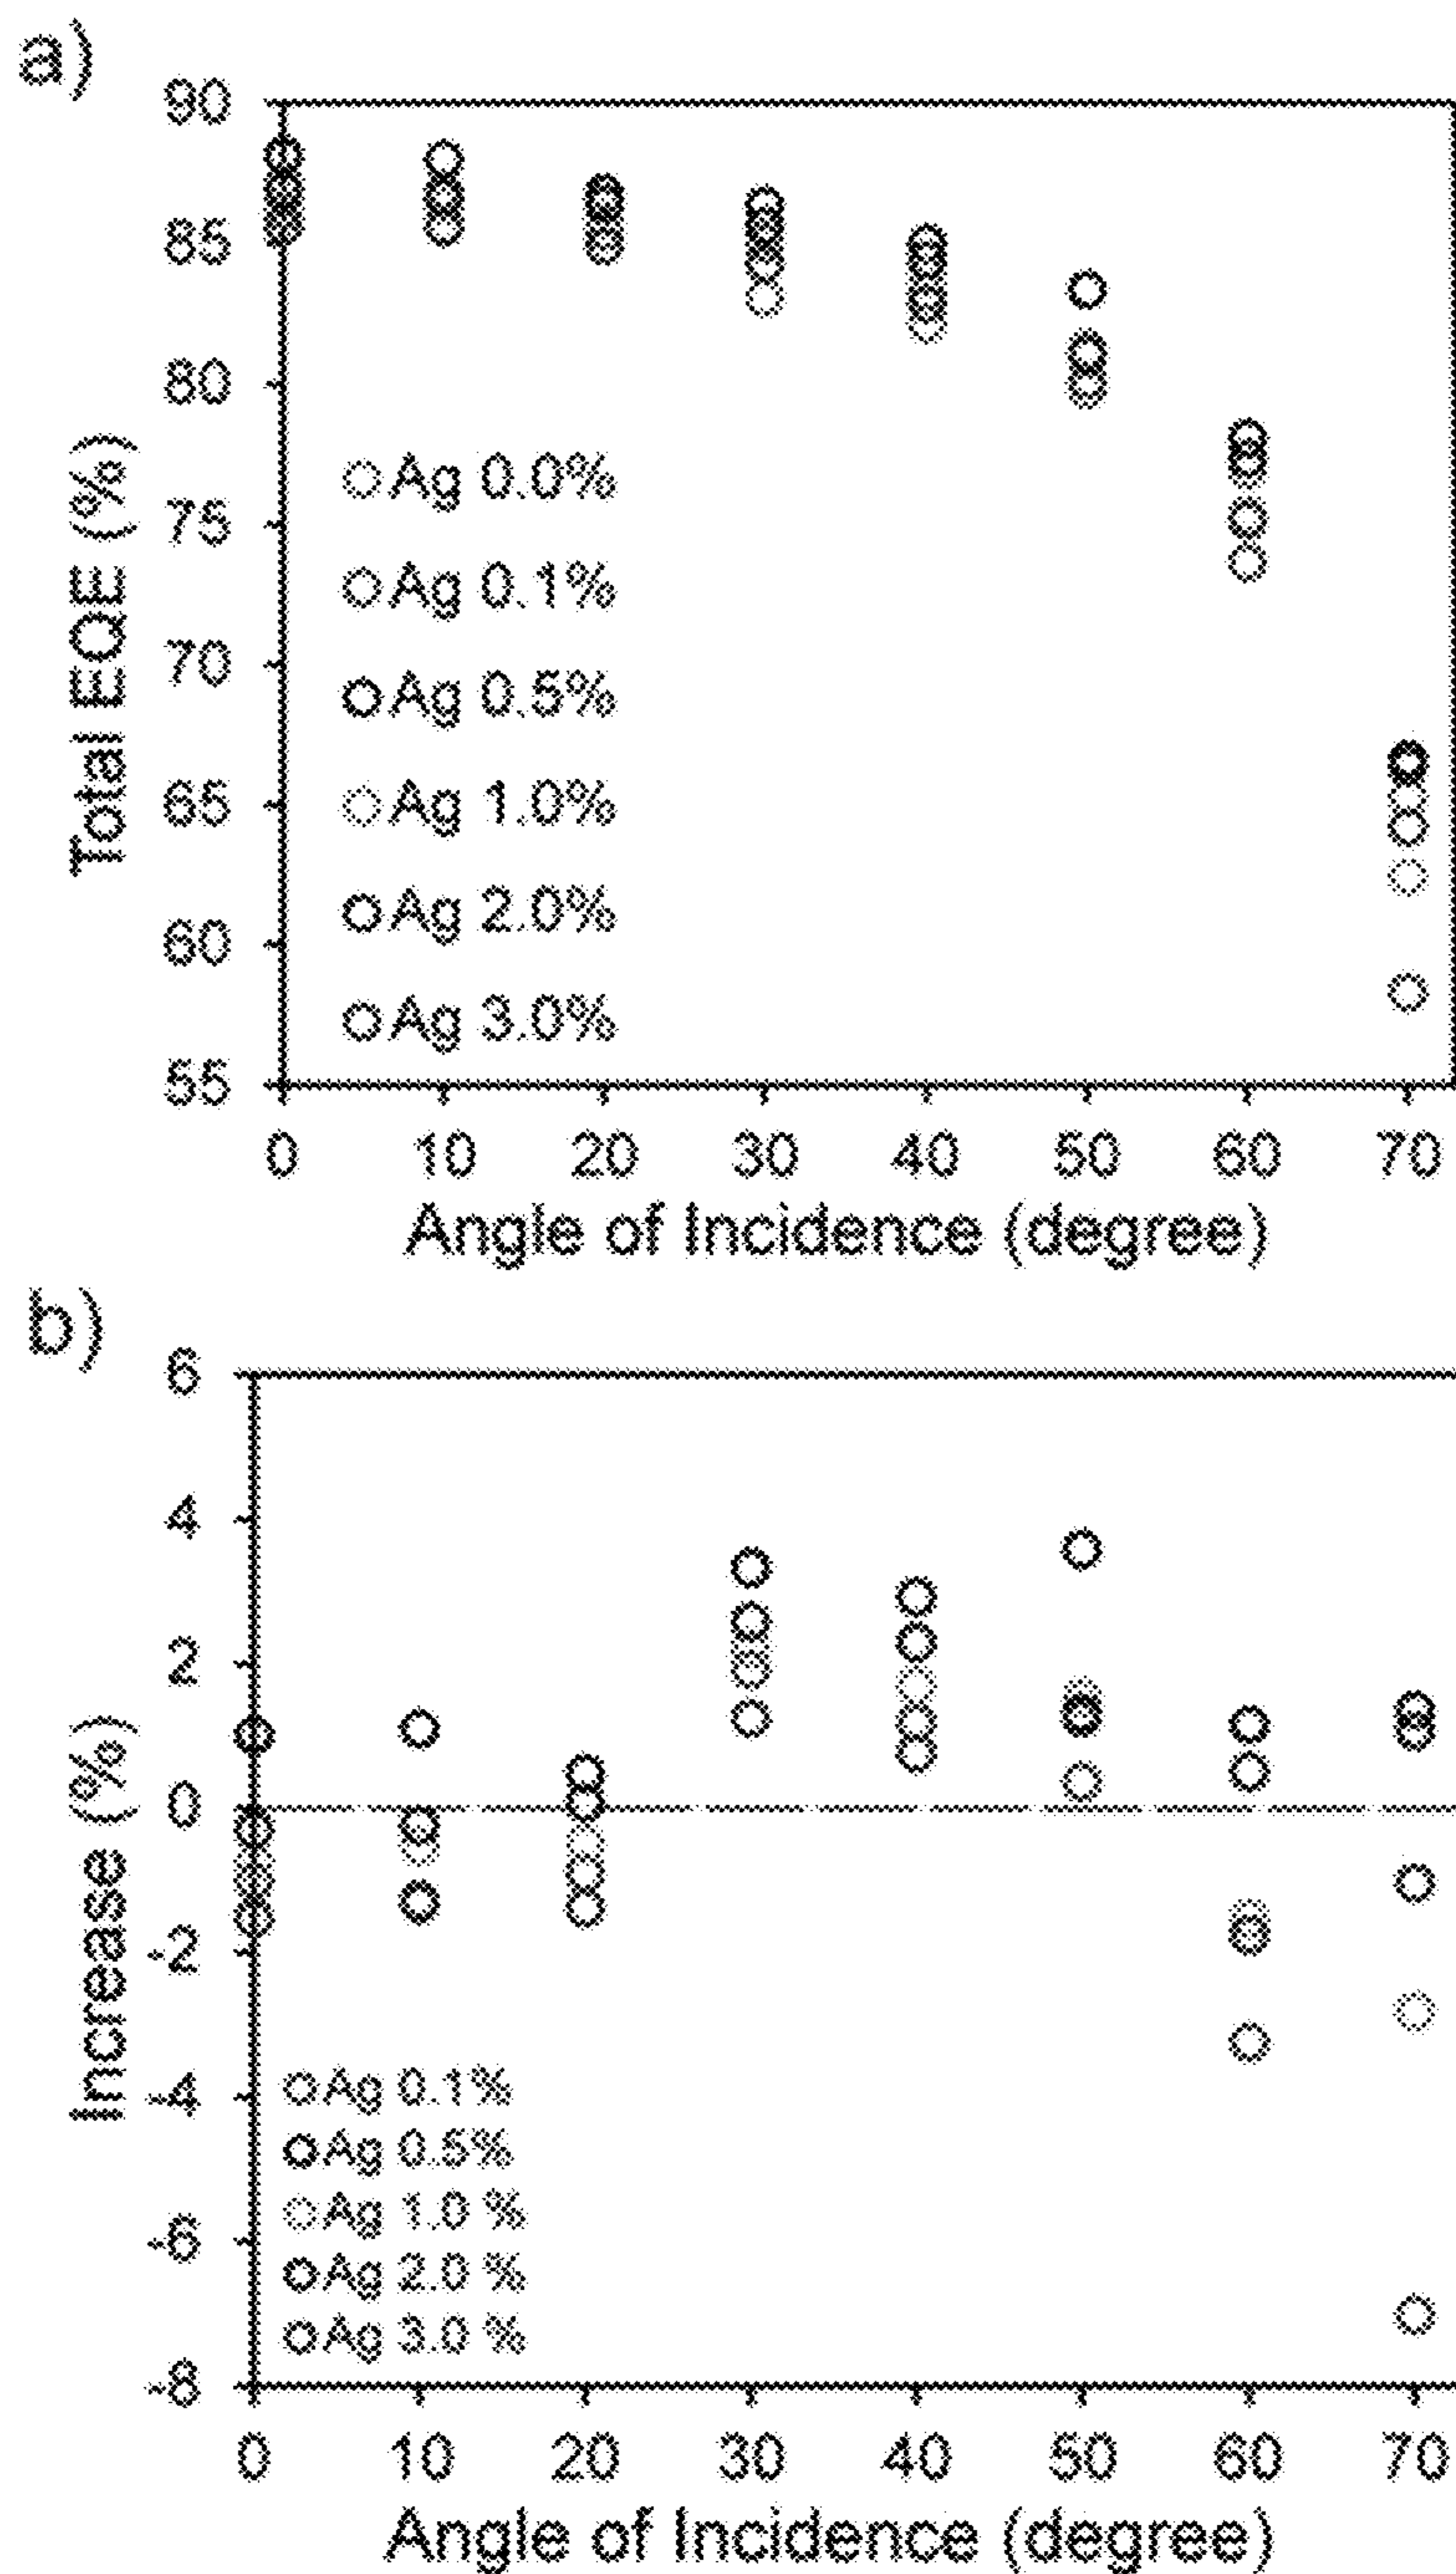 a)
90
85
80
75
70
65
60
55
Total EQE (%)
Ag 0.0%
Ag 0.1%
Ag 0.5%
Ag 1.0%
Ag 2.0%
Ag 3.0%
0 10 20 30 40 50 60 70
Angle of Incidence (degree)
b)
6
4
2
0
-2
-4
-6
-8
Increase (%)
Ag 0.1%
Ag 0.5%
Ag 1.0 %
Ag 2.0 %
Ag 3.0 %
0 10 20 30 40 50 60 70
Angle of Incidence (degree)